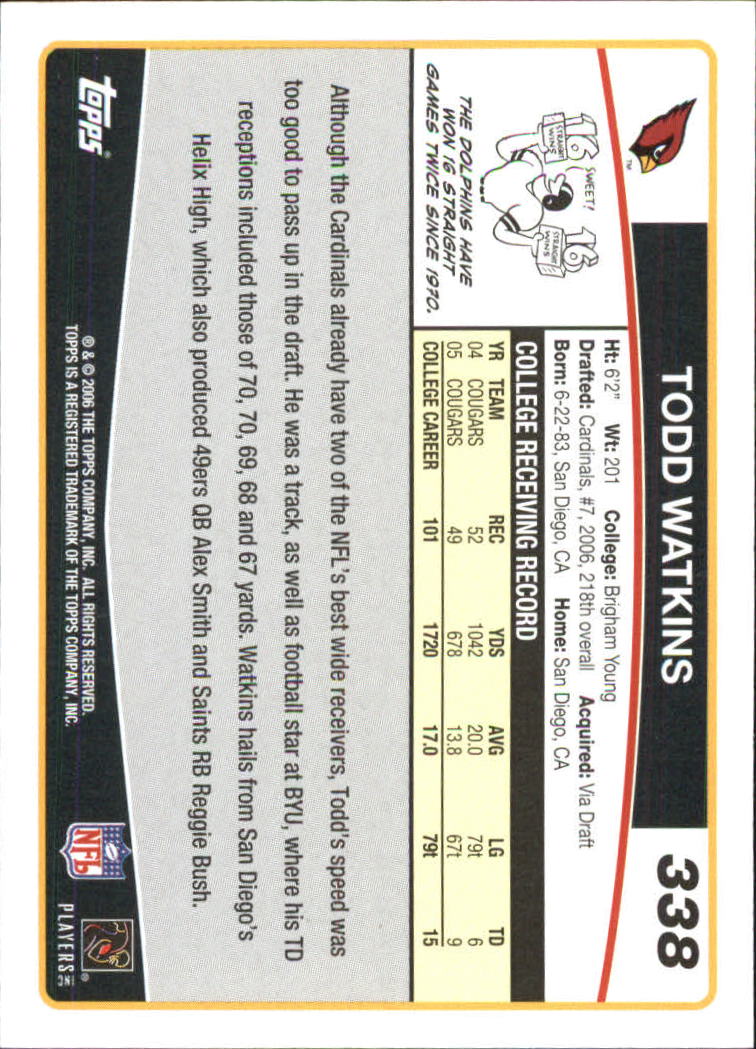 TODD WATKINS
338
TM
Ht: 6'2" Wt: 201 College: Brigham Young
Drafted: Cardinals, #7, 2006, 218th overall Acquired: Via Draft
Born: 6-22-83, San Diego, CA Home: San Diego, CA
16
STRAIGHT
WINS
SWEET!
16
STRAIGHT
WINS
THE DOLPHINS HAVE
WON 16 STRAIGHT
GAMES TWICE SINCE 1970.
COLLEGE RECEIVING RECORD
YR TEAM REC YDS AVG LG TD
04 COUGARS 52 1042 20.0 79t 6
05 COUGARS 49 678 13.8 67t 9
COLLEGE CAREER 101 1720 17.0 79t 15
Although the Cardinals already have two of the NFL's best wide receivers, Todd's speed was
too good to pass up in the draft. He was a track, as well as football star at BYU, where his TD
receptions included those of 70, 70, 69, 68 and 67 yards. Watkins hails from San Diego's
Helix High, which also produced 49ers QB Alex Smith and Saints RB Reggie Bush.
topps®
® & © 2006 THE TOPPS COMPANY, INC. ALL RIGHTS RESERVED.
TOPPS IS A REGISTERED TRADEMARK OF THE TOPPS COMPANY, INC.
NFL
®
PLAYERS INC